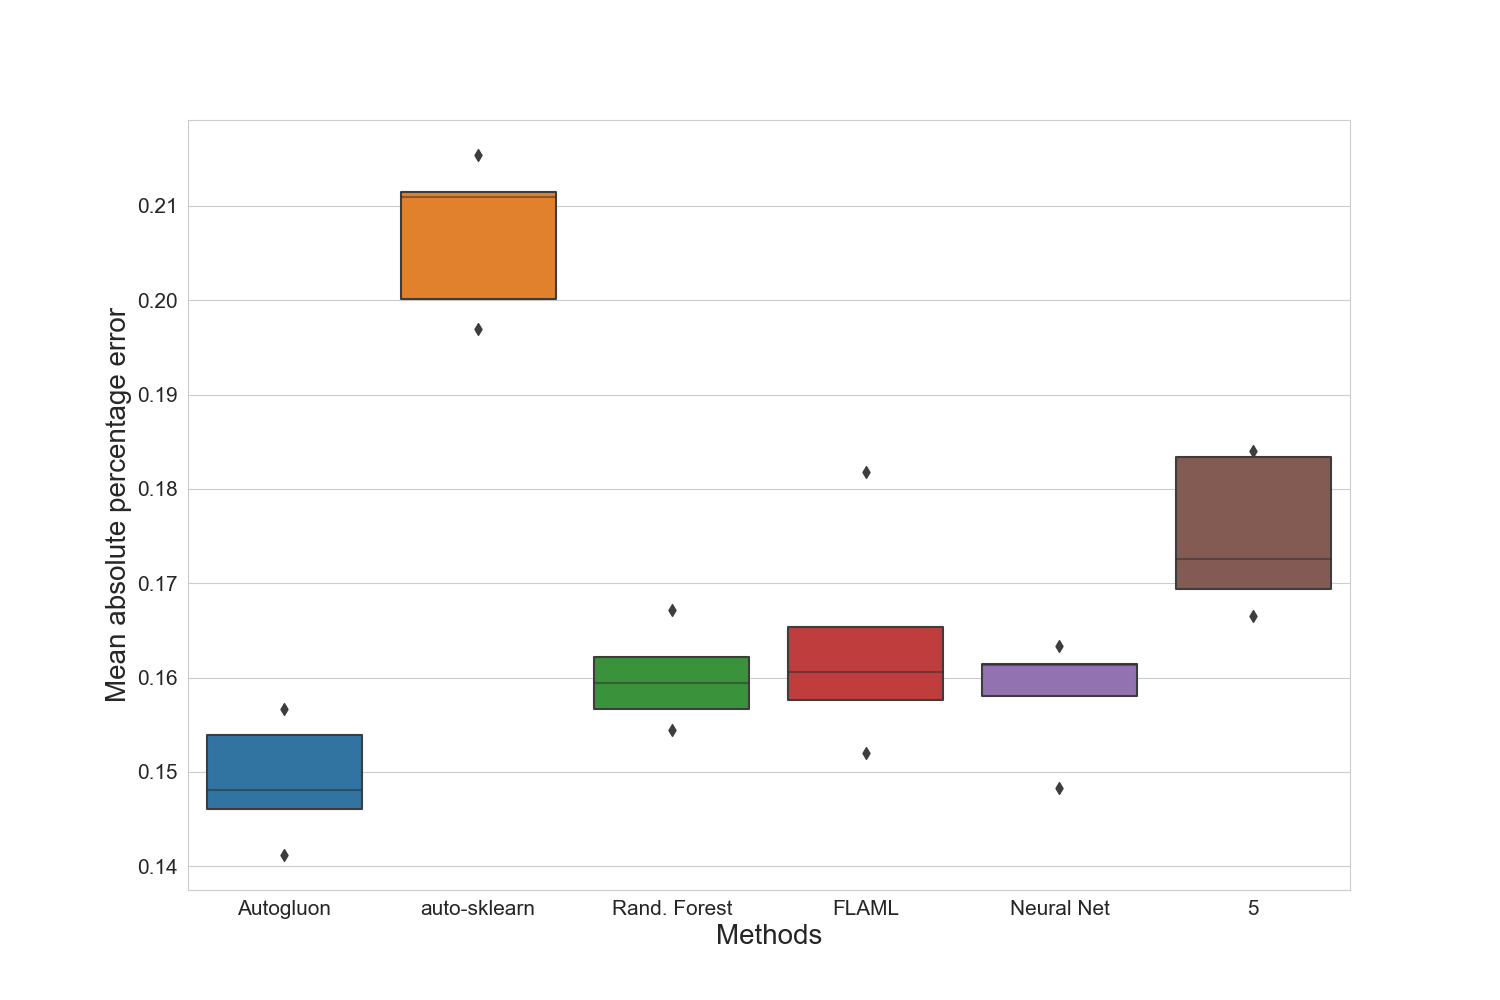 Mean absolute percentage error
0.21
0.20
0.19
0.18
0.17
0.16
0.15
0.14
Autogluon
auto-sklearn
Rand. Forest
FLAML
Neural Net
5
Methods